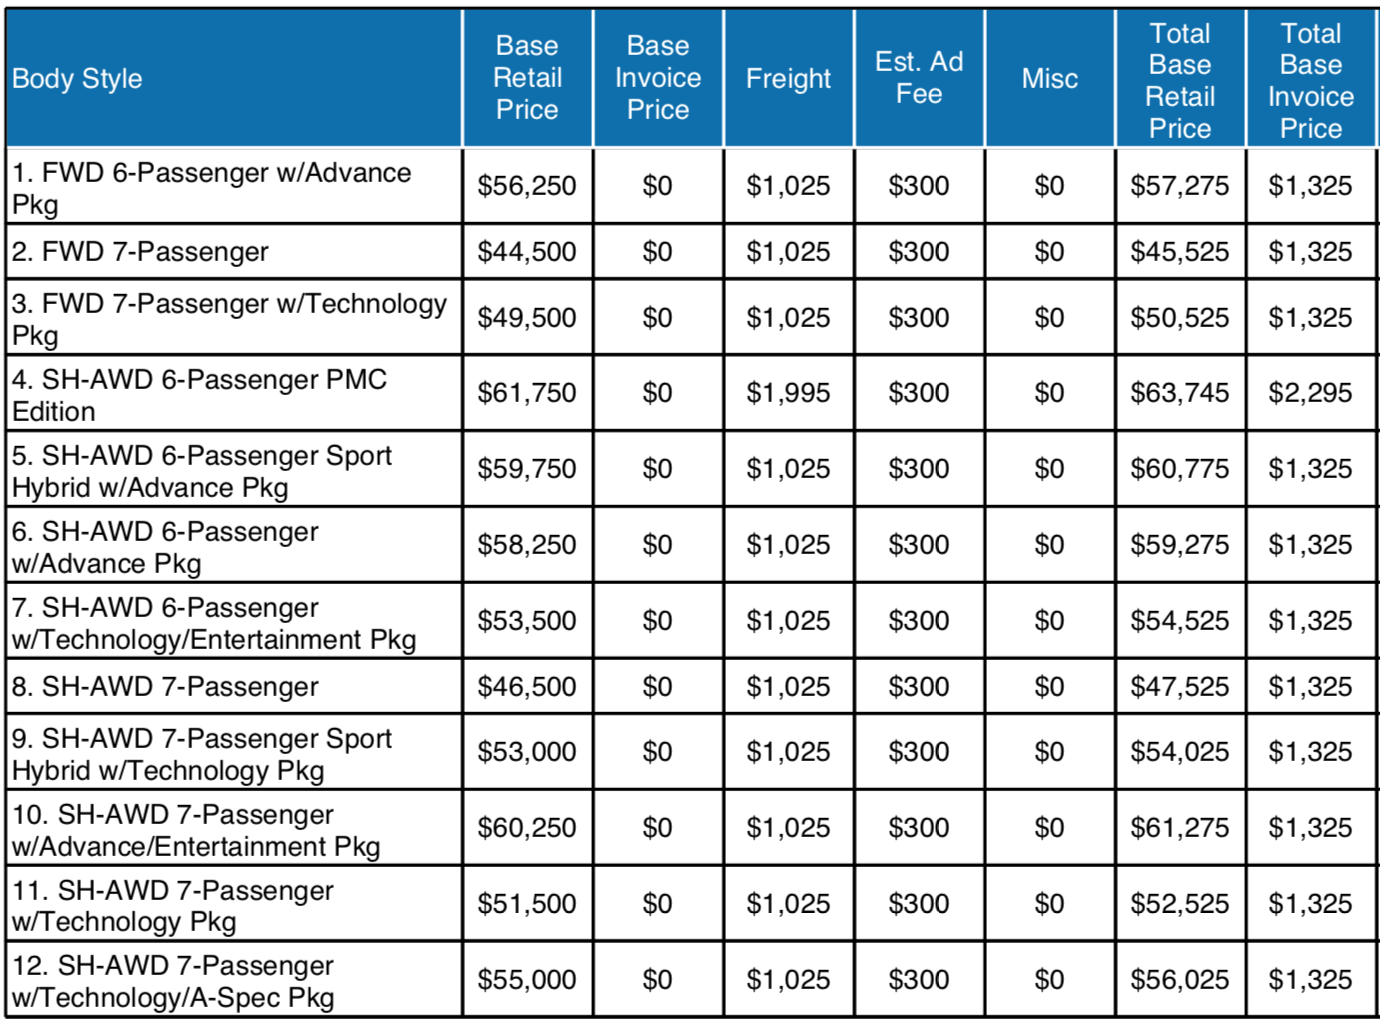 Body Style Base Retail Price Base Invoice Price Freight Est. Ad Fee Misc Total Base Retail Price Total Base Invoice Price
1. FWD 6-Passenger w/Advance
Pkg $56,250 $0 $1,025 $300 $0 $57,275 $1,325
2. FWD 7-Passenger $44,500 $0 $1,025 $300 $0 $45,525 $1,325
3. FWD 7-Passenger w/Technology
Pkg $49,500 $0 $1,025 $300 $0 $50,525 $1,325
4. SH-AWD 6-Passenger PMC
Edition $61,750 $0 $1,995 $300 $0 $63,745 $2,295
5. SH-AWD 6-Passenger Sport
Hybrid w/Advance Pkg $59,750 $0 $1,025 $300 $0 $60,775 $1,325
6. SH-AWD 6-Passenger
w/Advance Pkg $58,250 $0 $1,025 $300 $0 $59,275 $1,325
7. SH-AWD 6-Passenger
w/Technology/Entertainment Pkg $53,500 $0 $1,025 $300 $0 $54,525 $1,325
8. SH-AWD 7-Passenger $46,500 $0 $1,025 $300 $0 $47,525 $1,325
9. SH-AWD 7-Passenger Sport
Hybrid w/Technology Pkg $53,000 $0 $1,025 $300 $0 $54,025 $1,325
10. SH-AWD 7-Passenger
w/Advance/Entertainment Pkg $60,250 $0 $1,025 $300 $0 $61,275 $1,325
11. SH-AWD 7-Passenger
w/Technology Pkg $51,500 $0 $1,025 $300 $0 $52,525 $1,325
12. SH-AWD 7-Passenger
w/Technology/A-Spec Pkg $55,000 $0 $1,025 $300 $0 $56,025 $1,325